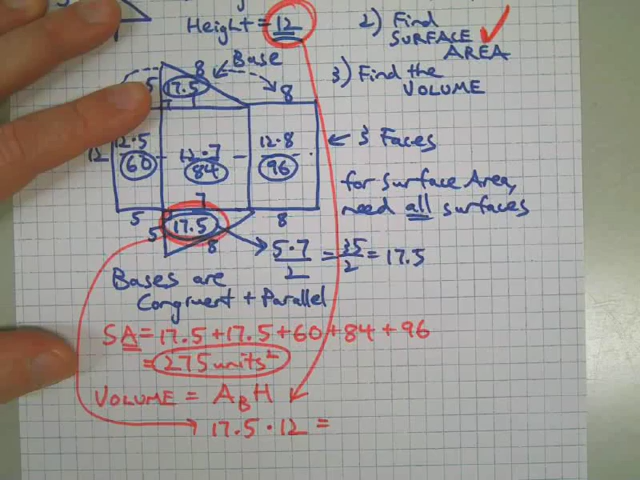 Height = 12
2) Find
SURFACE
AREA
3) Find the
VOLUME
8
Base
5
17.5
8
12
12.5
60
12.7
84
12.8
96
3 Faces
for Surface Area,
need all surfaces
7
5
5
17.5
8
8
5·7
2
=
35
2
= 17.5
Bases are
Congruent + Parallel
SA = 17.5+17.5+60+84+96
= 275 units²
VOLUME = A_B H
17.5 · 12 =